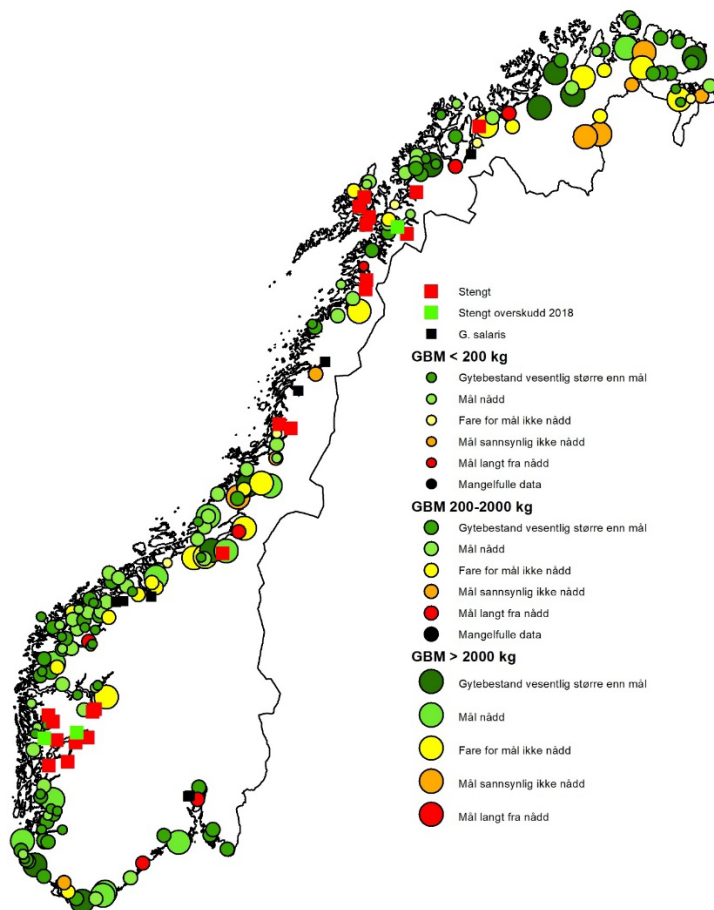 Stengt
Stengt overskudd 2018
G. salaris
GBM < 200 kg
Gytebestand vesentlig større enn mål
Mål nådd
Fare for mål ikke nådd
Mål sannsynlig ikke nådd
Mål langt fra nådd
Mangelfulle data
GBM 200-2000 kg
Gytebestand vesentlig større enn mål
Mål nådd
Fare for mål ikke nådd
Mål sannsynlig ikke nådd
Mål langt fra nådd
Mangelfulle data
GBM > 2000 kg
Gytebestand vesentlig større enn mål
Mål nådd
Fare for mål ikke nådd
Mål sannsynlig ikke nådd
Mål langt fra nådd